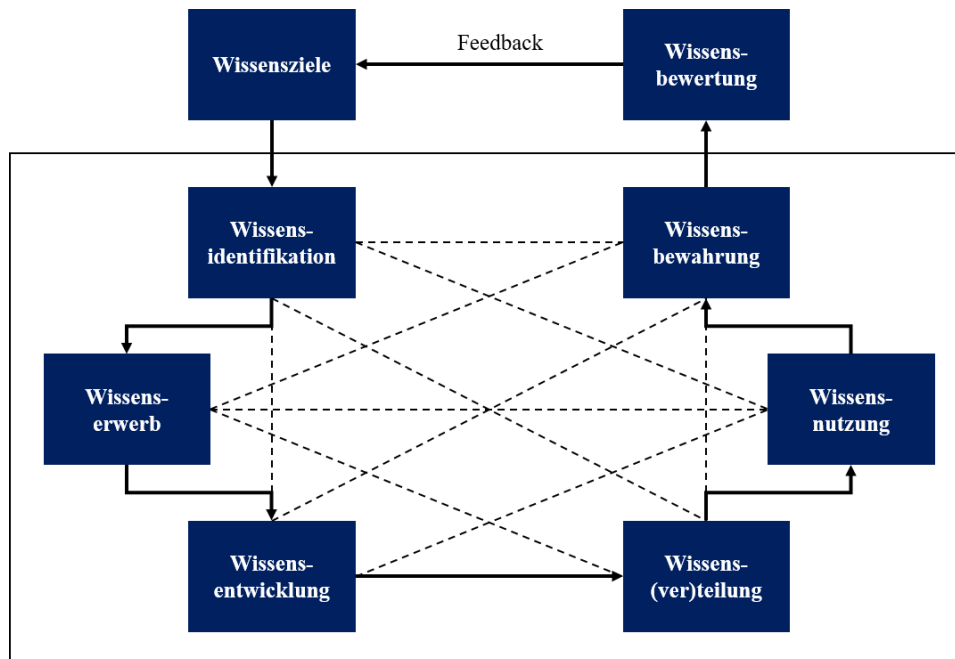 Wissensziele
Feedback
Wissens-
bewertung
Wissens-
identifikation
Wissens-
bewahrung
Wissens-
erwerb
Wissens-
nutzung
Wissens-
entwicklung
Wissens-
(ver)teilung